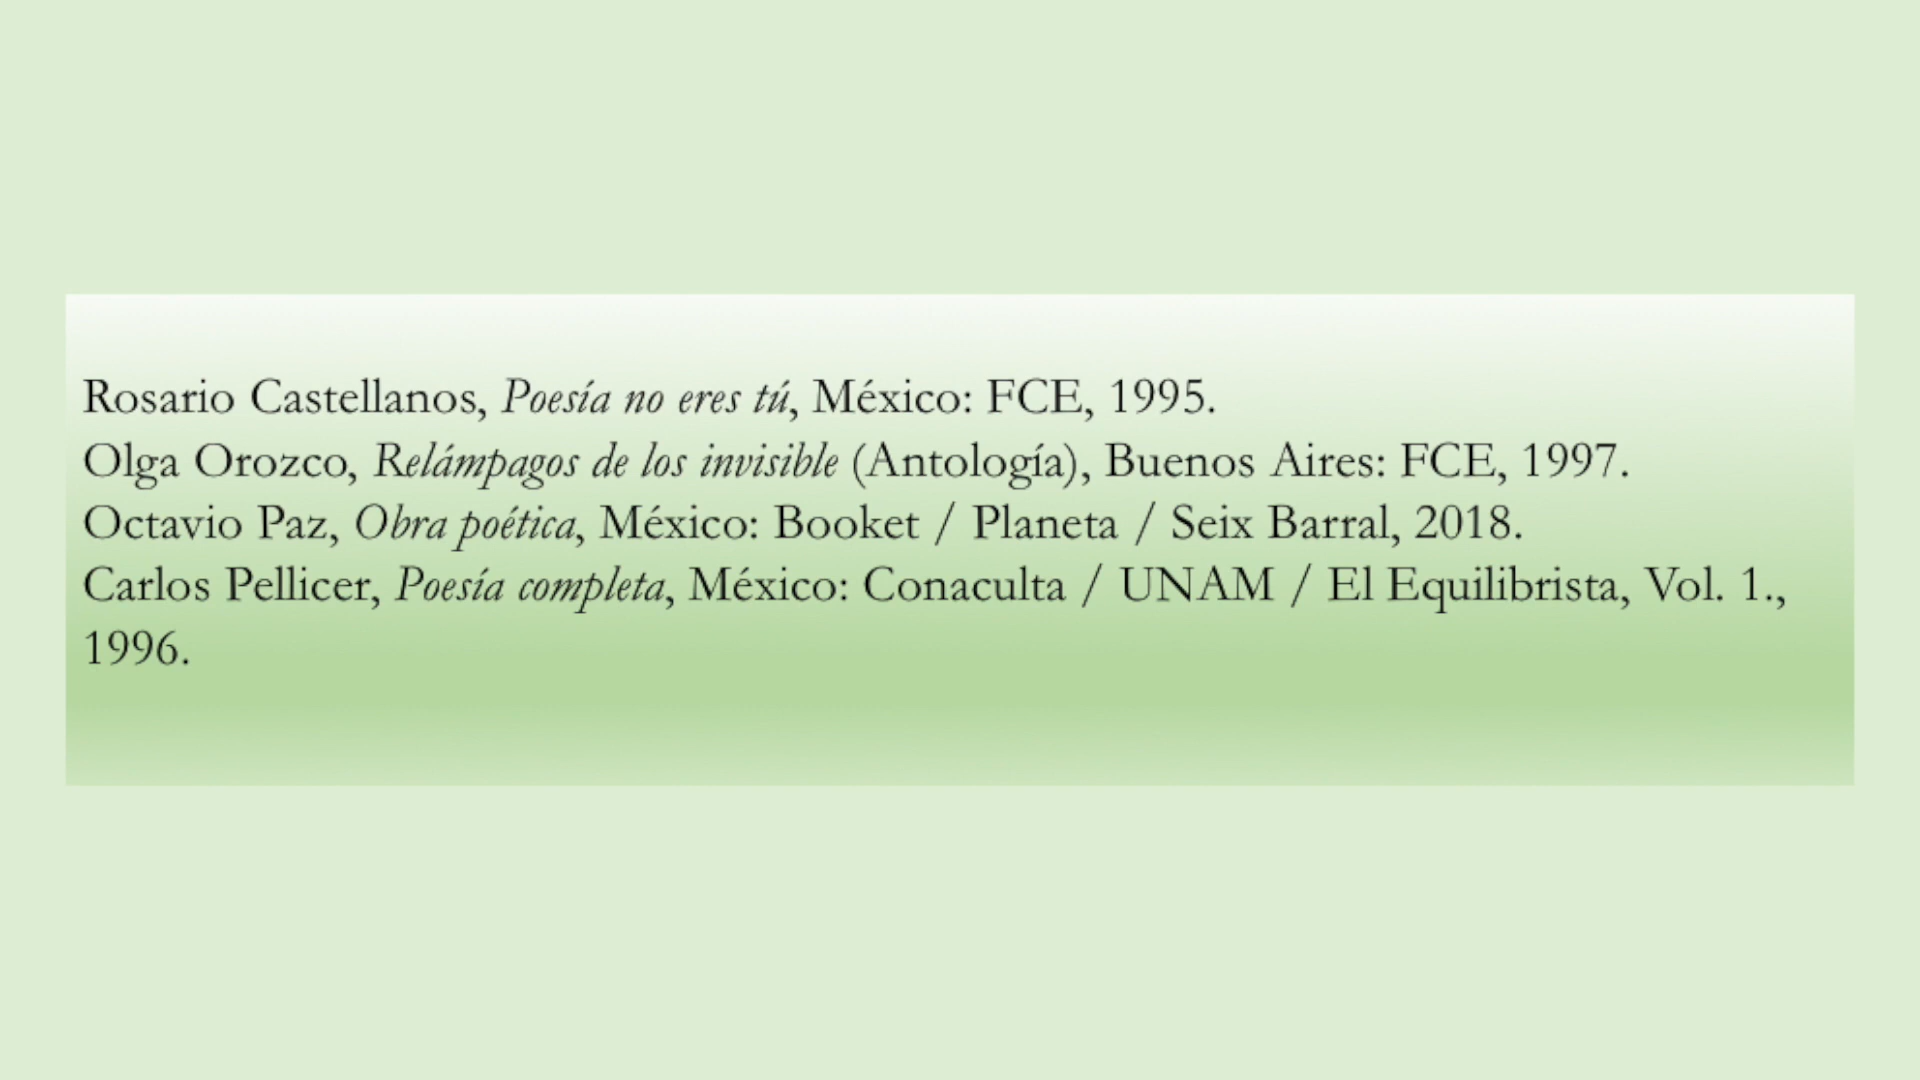 Rosario Castellanos, Poesía no eres tú, México: FCE, 1995.
Olga Orozco, Relámpagos de los invisible (Antología), Buenos Aires: FCE, 1997.
Octavio Paz, Obra poética, México: Booket / Planeta / Seix Barral, 2018.
Carlos Pellicer, Poesía completa, México: Conaculta / UNAM / El Equilibrista, Vol. 1.,
1996.